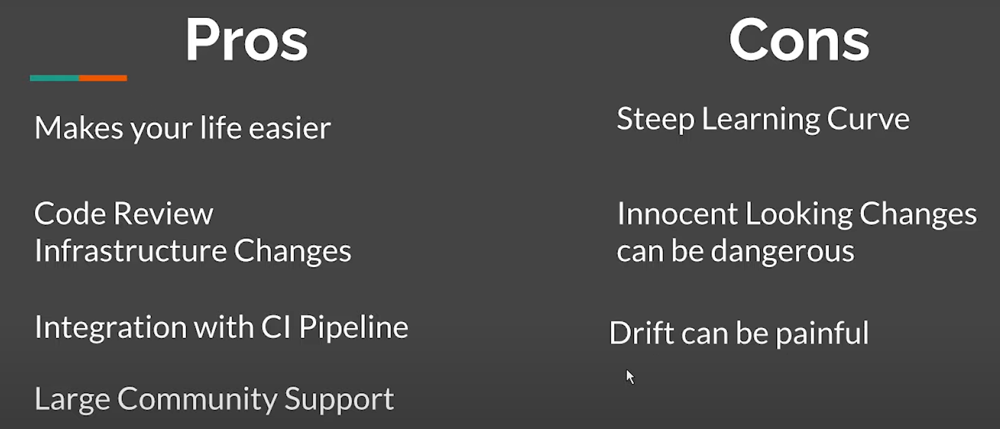 Pros
Makes your life easier
Code Review
Infrastructure Changes
Integration with CI Pipeline
Large Community Support
Cons
Steep Learning Curve
Innocent Looking Changes
can be dangerous
Drift can be painful